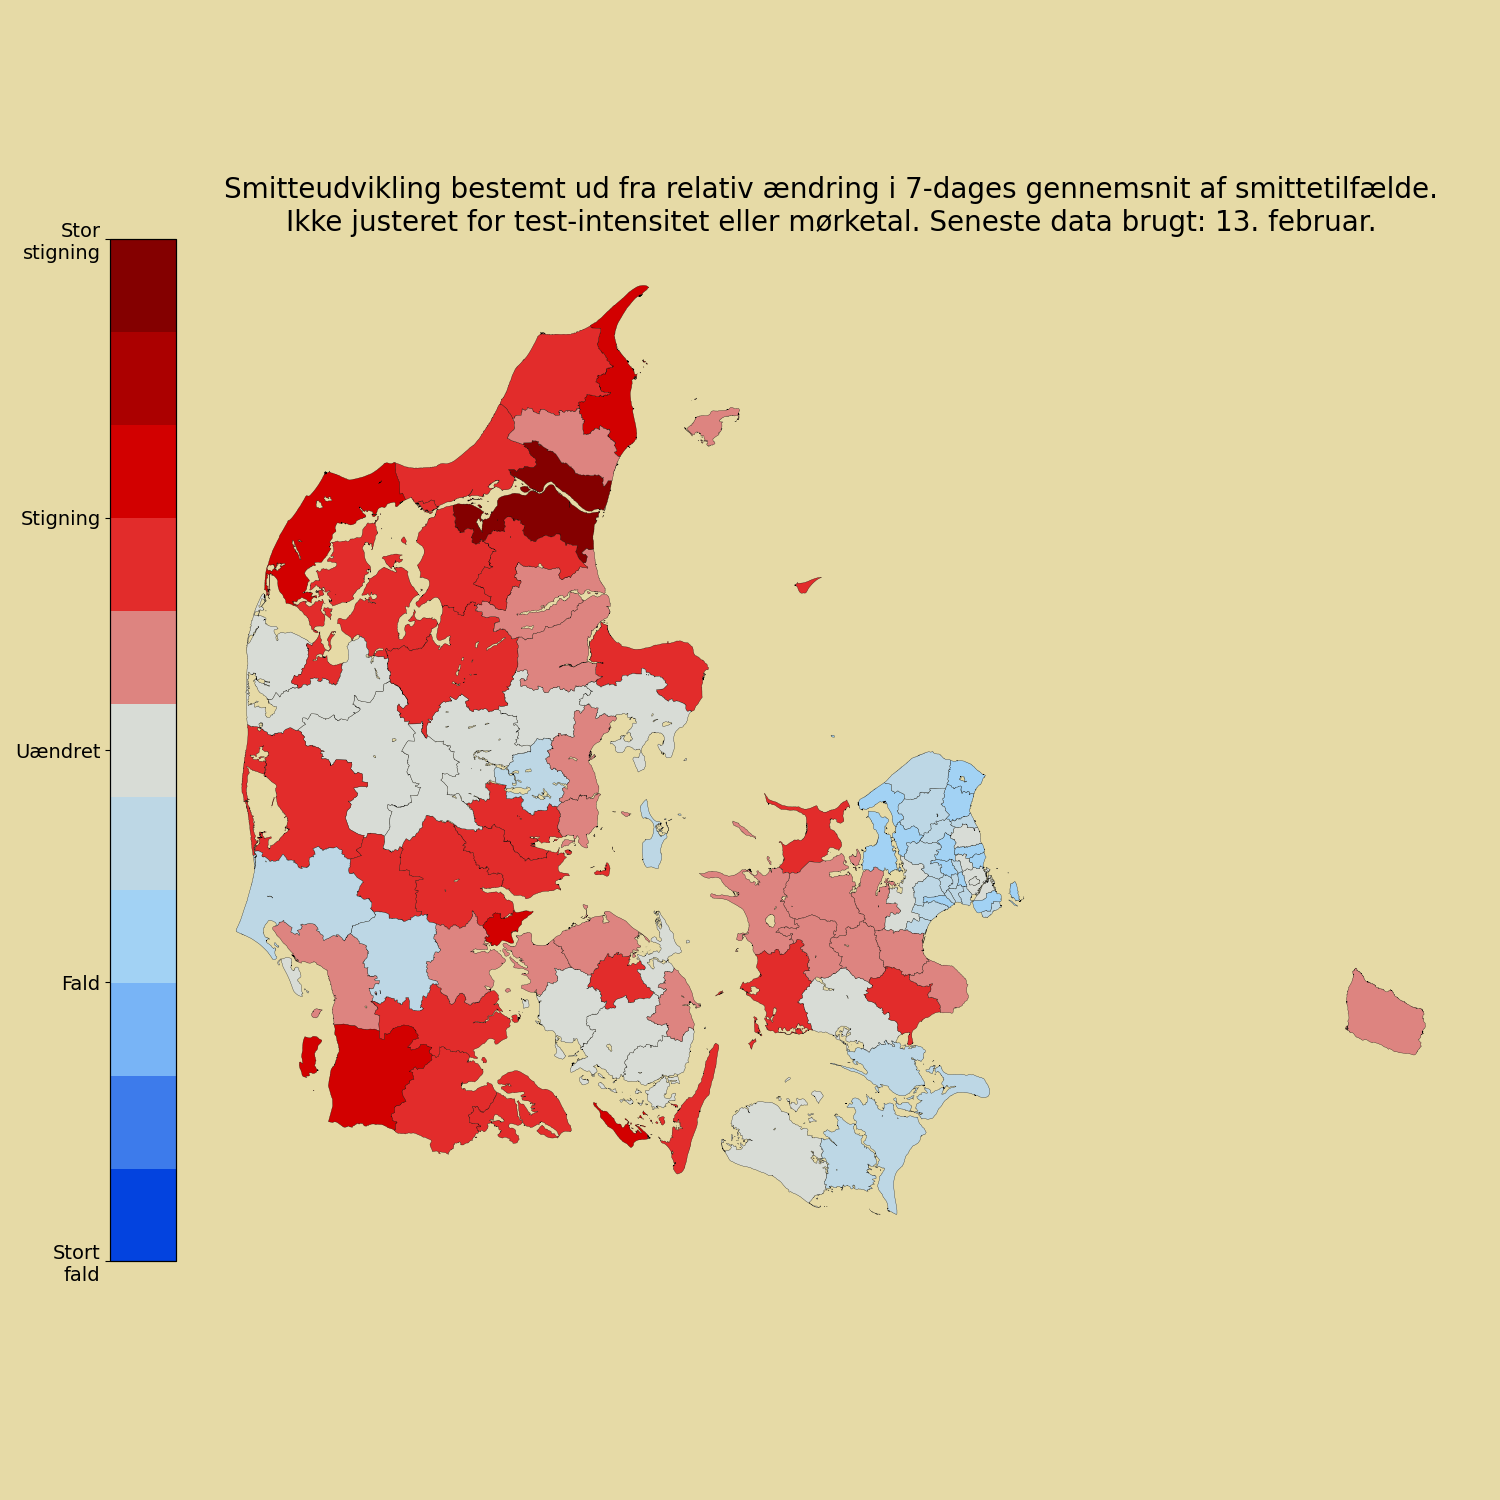 Smitteudvikling bestemt ud fra relativ ændring i 7-dages gennemsnit af smittetilfælde.
Ikke justeret for test-intensitet eller mørketal. Seneste data brugt: 13. februar.
Stor
stigning
Stigning
Uændret
Fald
Stort
fald